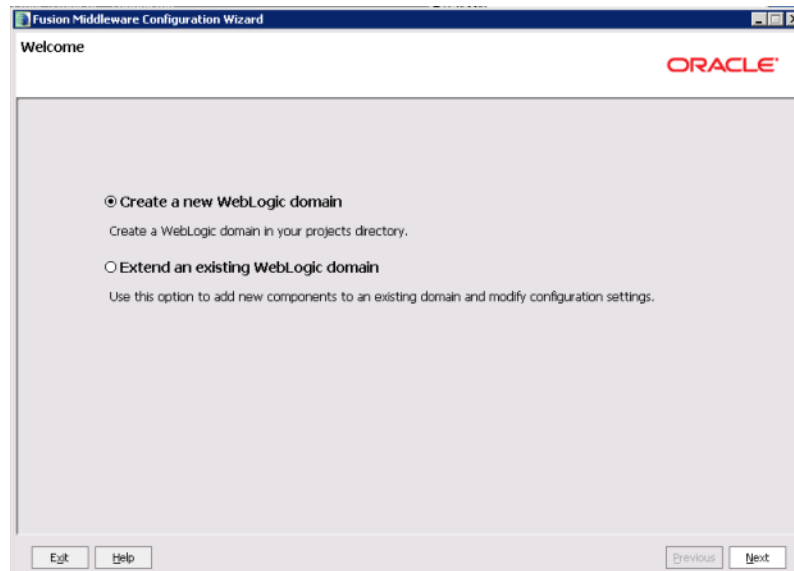 Fusion Middleware Configuration Wizard
Welcome
ORACLE
Create a new WebLogic domain
Create a WebLogic domain in your projects directory.
Extend an existing WebLogic domain
Use this option to add new components to an existing domain and modify configuration settings.
Exit Help Previous Next